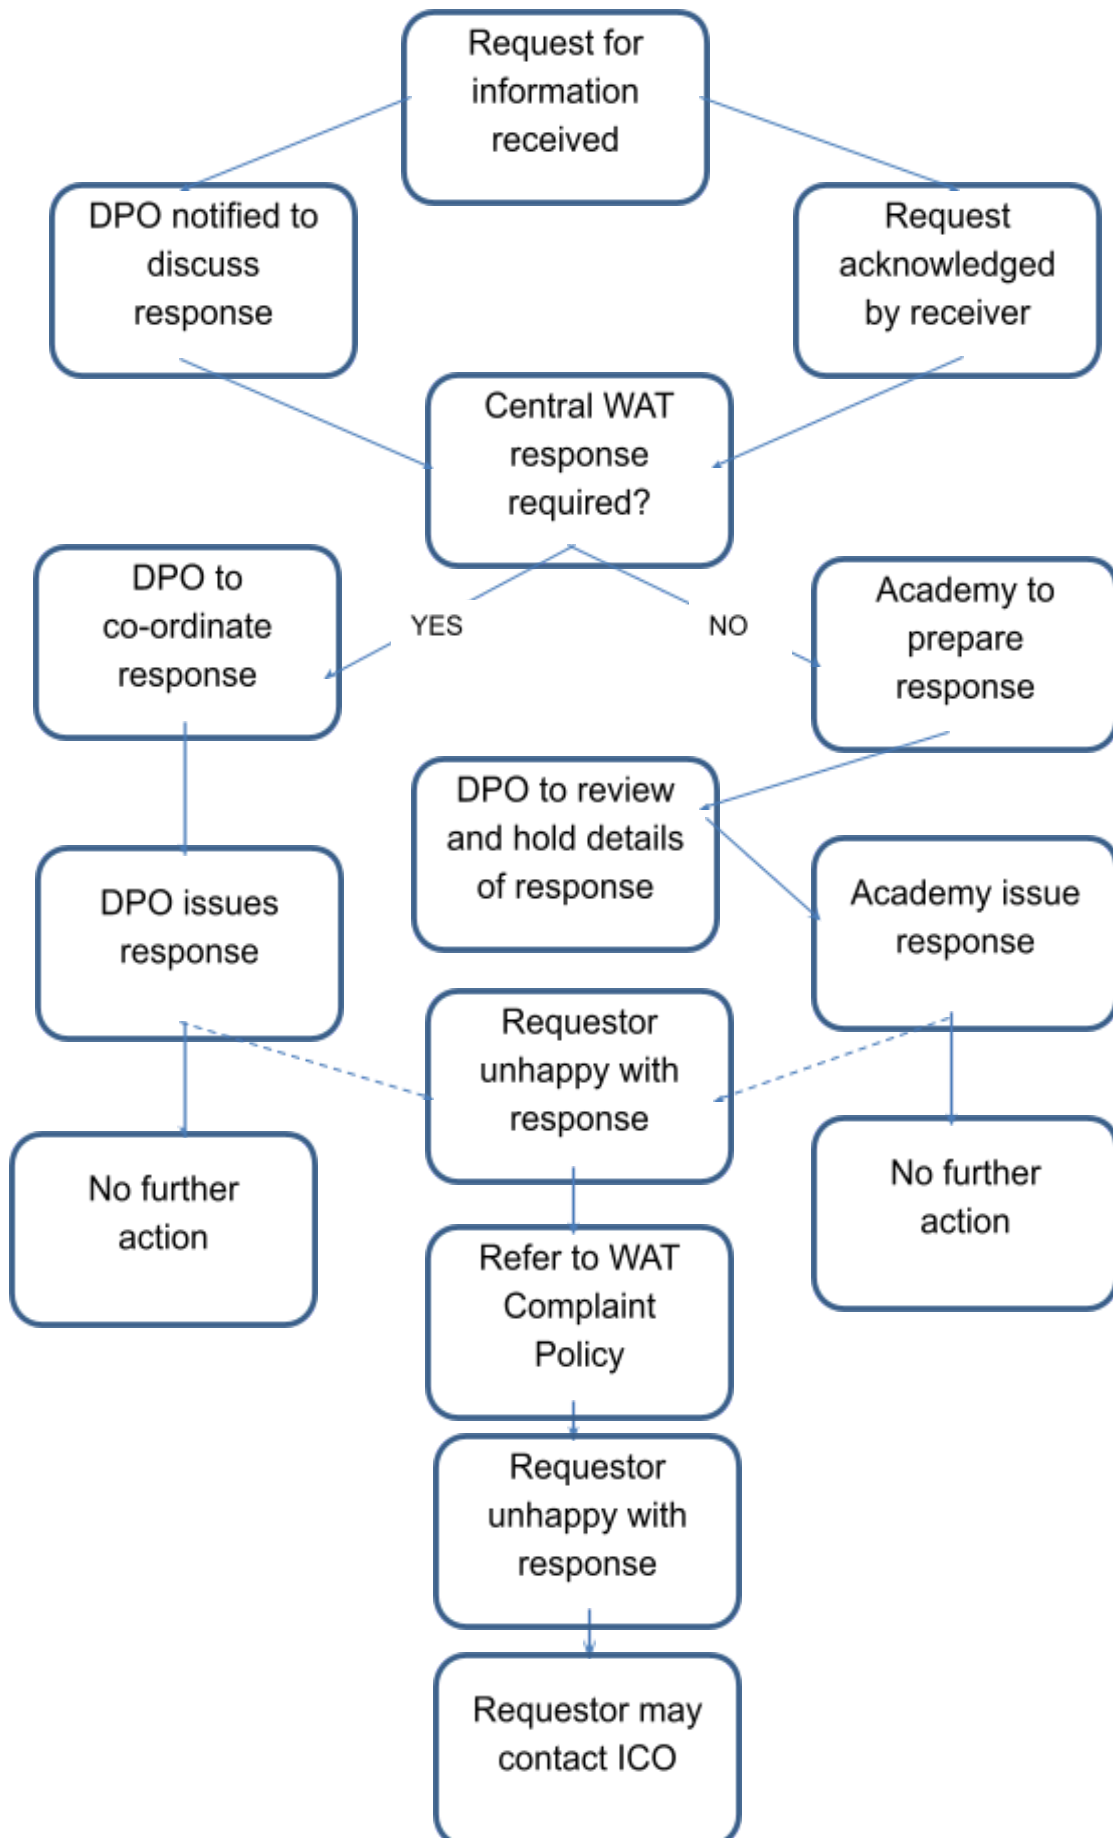 Request for
information
received
DPO notified to
discuss
response
Request
acknowledged
by receiver
Central WAT
response
required?
DPO to
co-ordinate
response
YES
NO
Academy to
prepare
response
DPO to review
and hold details
of response
DPO issues
response
Academy issue
response
Requestor
unhappy with
response
No further
action
No further
action
Refer to WAT
Complaint
Policy
Requestor
unhappy with
response
Requestor may
contact ICO